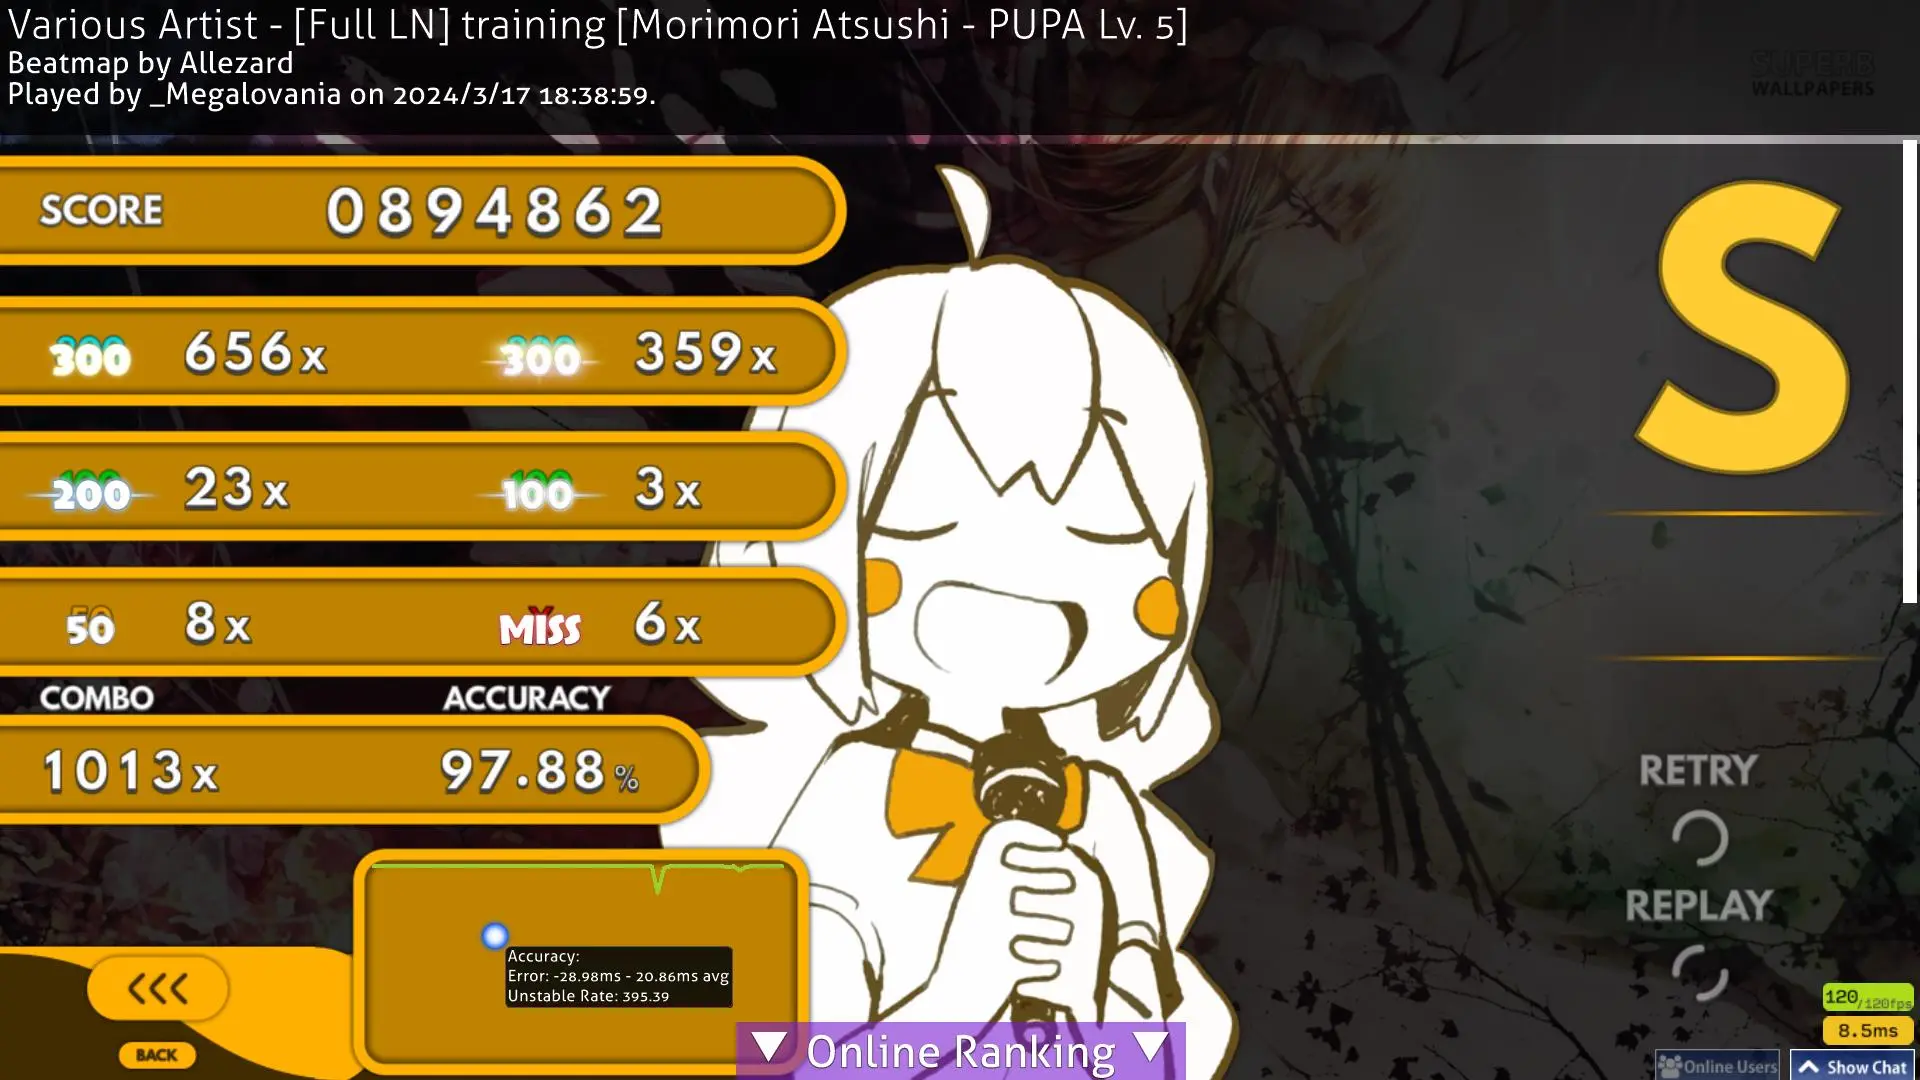 Various Artist - [Full LN] training [Morimori Atsushi - PUPA Lv. 5]
Beatmap by Allezard
Played by _Megalovania on 2024/3/17 18:38:59.
SUPERB
WALLPAPERS
SCORE 0894862
S
300 656x 300 359x
200 23x 100 3x
50 8x MISS 6x
COMBO ACCURACY
1013x 97.88%
RETRY
REPLAY
Accuracy:
Error: -28.98ms - 20.86ms avg
Unstable Rate: 395.39
BACK
▼ Online Ranking ▼
120/120fps
8.5ms
Online Users
Show Chat